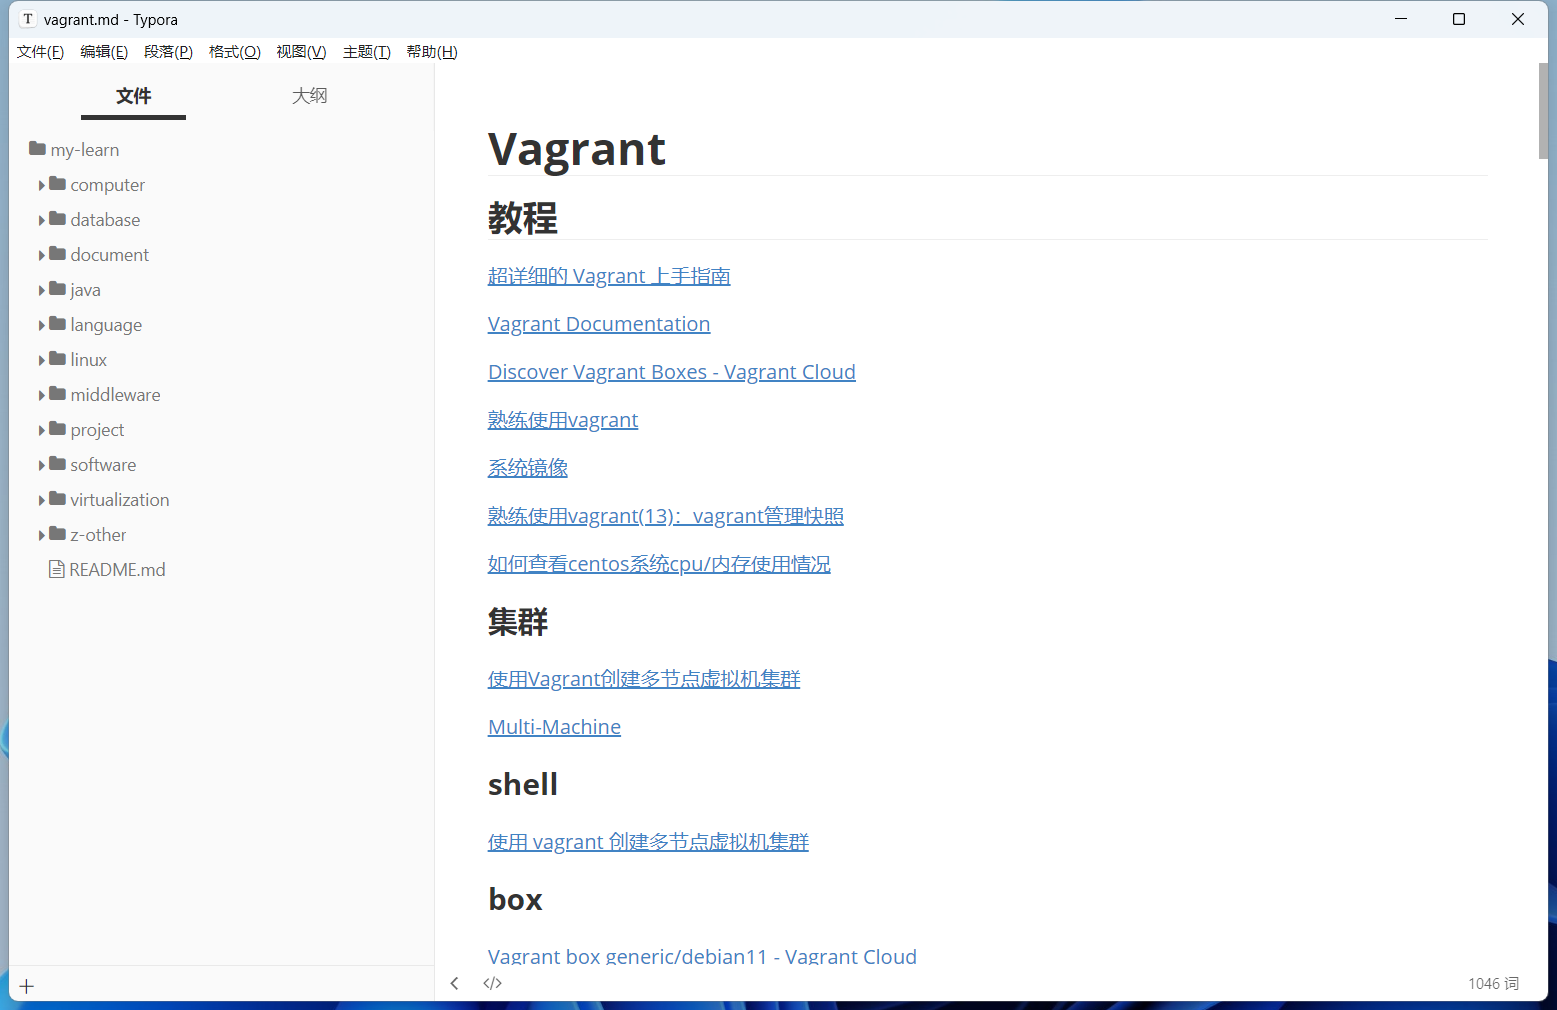 T vagrant.md - Typora
文件(F) 编辑(E) 段落(P) 格式(O) 视图(V) 主题(T) 帮助(H)
文件 大纲
my-learn
computer
database
document
java
language
linux
middleware
project
software
virtualization
z-other
README.md
Vagrant
教程
超详细的 Vagrant 上手指南
Vagrant Documentation
Discover Vagrant Boxes - Vagrant Cloud
熟练使用vagrant
系统镜像
熟练使用vagrant(13)：vagrant管理快照
如何查看centos系统cpu/内存使用情况
集群
使用Vagrant创建多节点虚拟机集群
Multi-Machine
shell
使用 vagrant 创建多节点虚拟机集群
box
Vagrant box generic/debian11 - Vagrant Cloud
1046 词